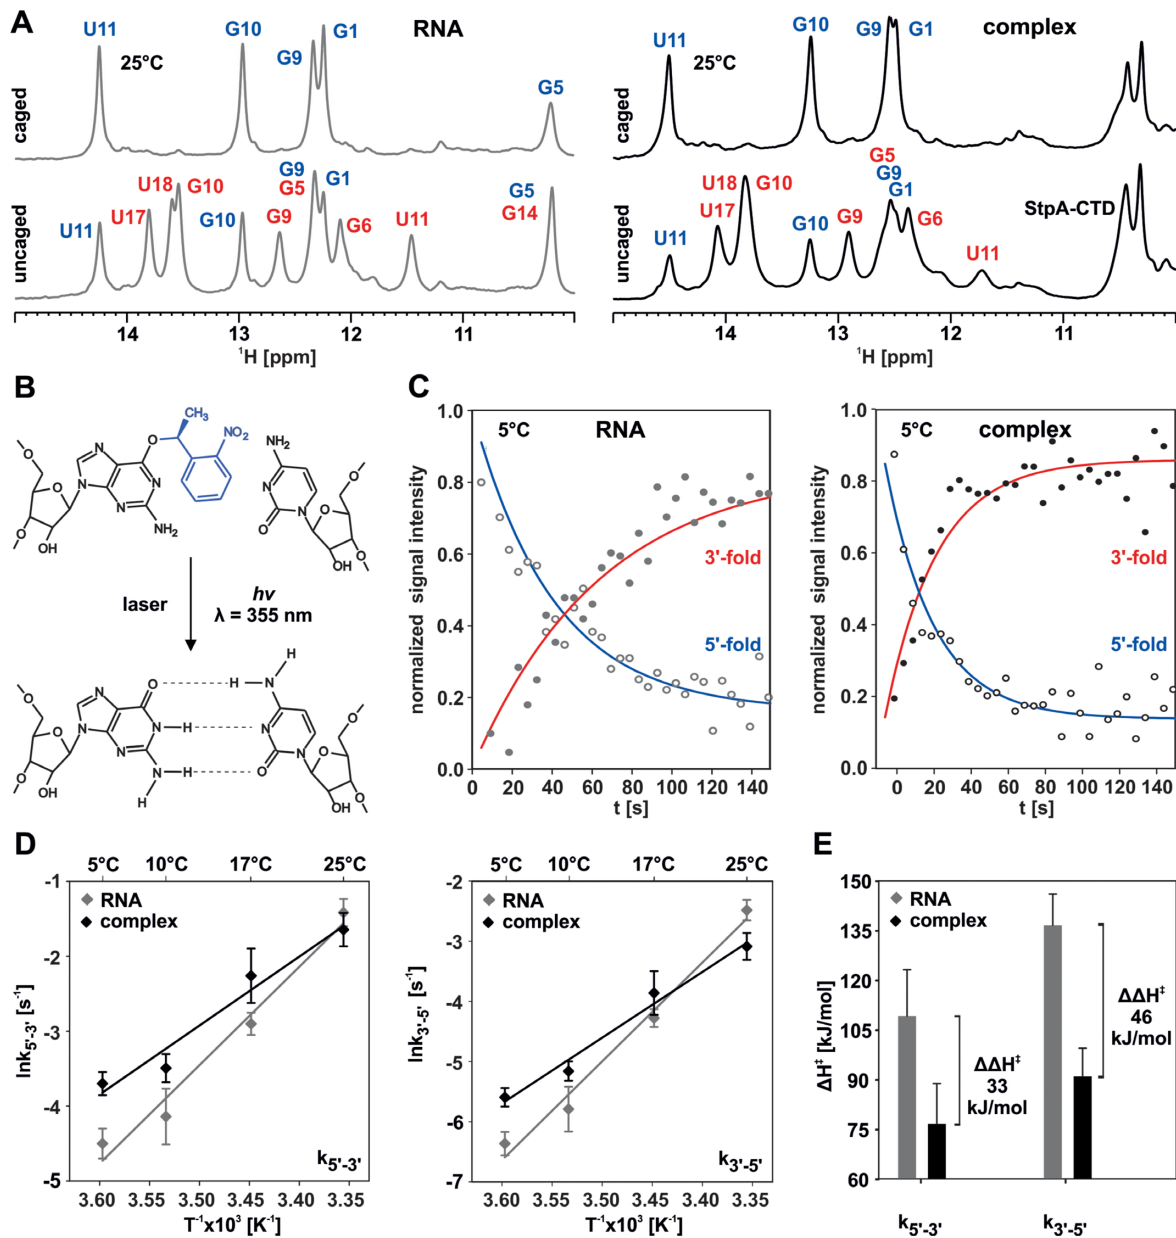 A
RNA
25°C
caged
U11
G10
G9
G1
G5
uncaged
U11
U17
U18
G10
G10
G9
G9
G5
G1
G6
U11
G5
G14
14
13
12
11
¹H [ppm]
complex
25°C
caged
U11
G10
G9
G1
uncaged
U11
U17
U18
G10
G10
G9
G5
G9
G1
G6
U11
StpA-CTD
14
13
12
11
¹H [ppm]
B
CH₃
NO₂
O
O
N
N
N
N
NH₂
O
O
2'OH
NH₂
N
O
N
O
O
O
OH
laser
hν
λ = 355 nm
O
H
N
H
N
N
N
N
H
N
N
H
H
O
N
O
O
O
2'OH
O
O
O
OH
C
5°C
RNA
normalized signal intensity
1.0
0.8
0.6
0.4
0.2
0.0
3'-fold
5'-fold
0
20
40
60
80
100
120
140
t [s]
5°C
complex
normalized signal intensity
1.0
0.8
0.6
0.4
0.2
0.0
3'-fold
5'-fold
0
20
40
60
80
100
120
140
t [s]
D
5°C
10°C
17°C
25°C
RNA
complex
lnk5'-3' [s⁻¹]
-1
-2
-3
-4
-5
k5'-3'
3.60
3.55
3.50
3.45
3.40
3.35
T⁻¹x10³ [K⁻¹]
5°C
10°C
17°C
25°C
RNA
complex
lnk3'-5' [s⁻¹]
-2
-3
-4
-5
-6
-7
k3'-5'
3.60
3.55
3.50
3.45
3.40
3.35
T⁻¹x10³ [K⁻¹]
E
RNA
complex
ΔH‡ [kJ/mol]
150
135
120
105
90
75
60
ΔΔH‡
33
kJ/mol
ΔΔH‡
46
kJ/mol
k5'-3'
k3'-5'